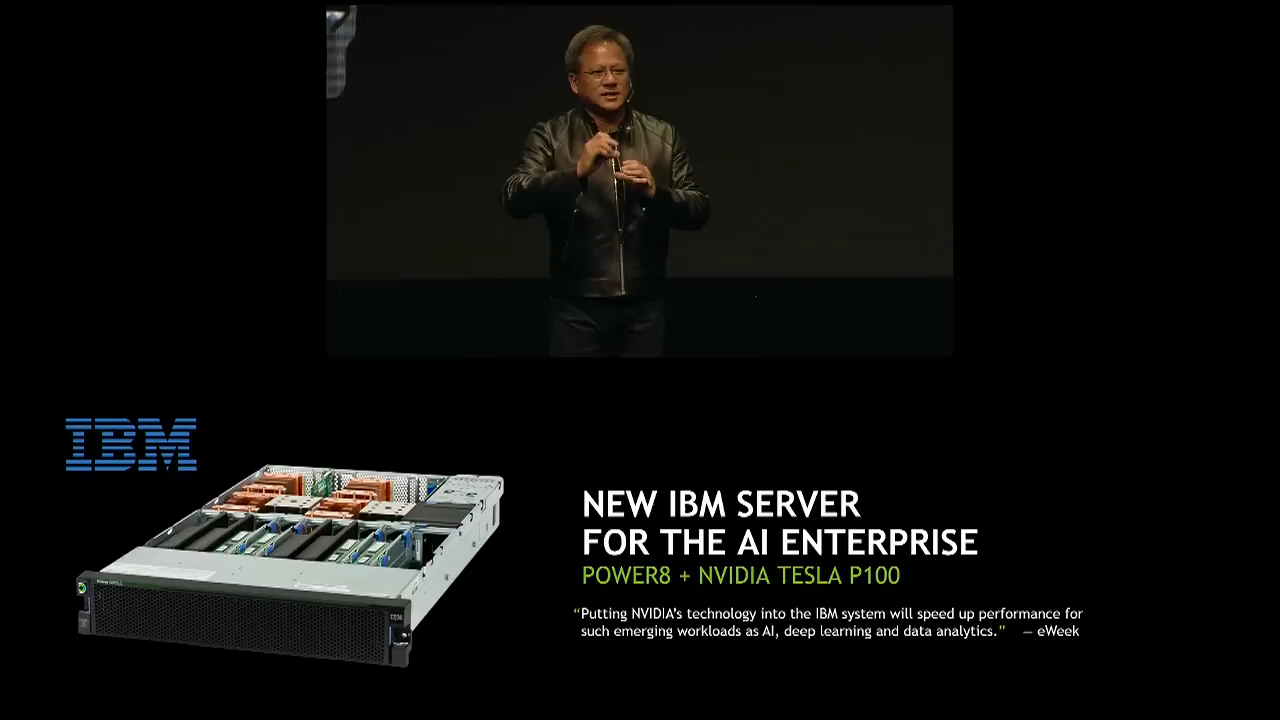 IBM
NEW IBM SERVER
FOR THE AI ENTERPRISE
POWER8 + NVIDIA TESLA P100
“Putting NVIDIA’s technology into the IBM system will speed up performance for
such emerging workloads as AI, deep learning and data analytics.” — eWeek
IBM